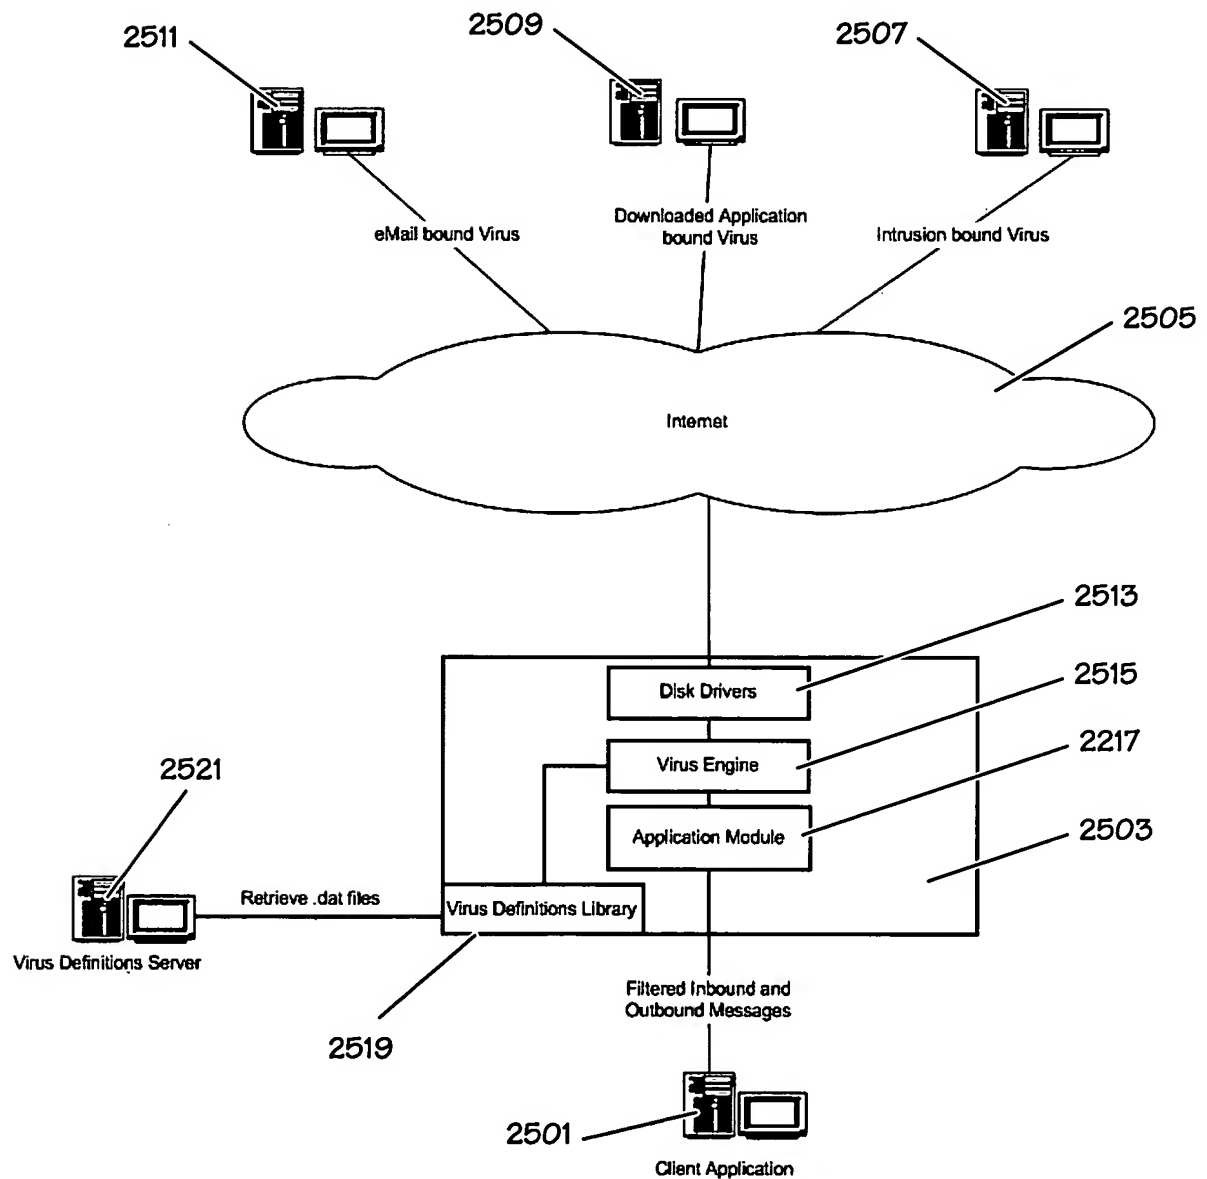 2511
2509
2507
eMail bound Virus
Downloaded Application
bound Virus
Intrusion bound Virus
2505
Internet
2513
Disk Drivers
2515
Virus Engine
2217
Application Module
2521
2503
Retrieve .dat files
Virus Definitions Library
Virus Definitions Server
Filtered Inbound and
Outbound Messages
2519
2501
Client Application